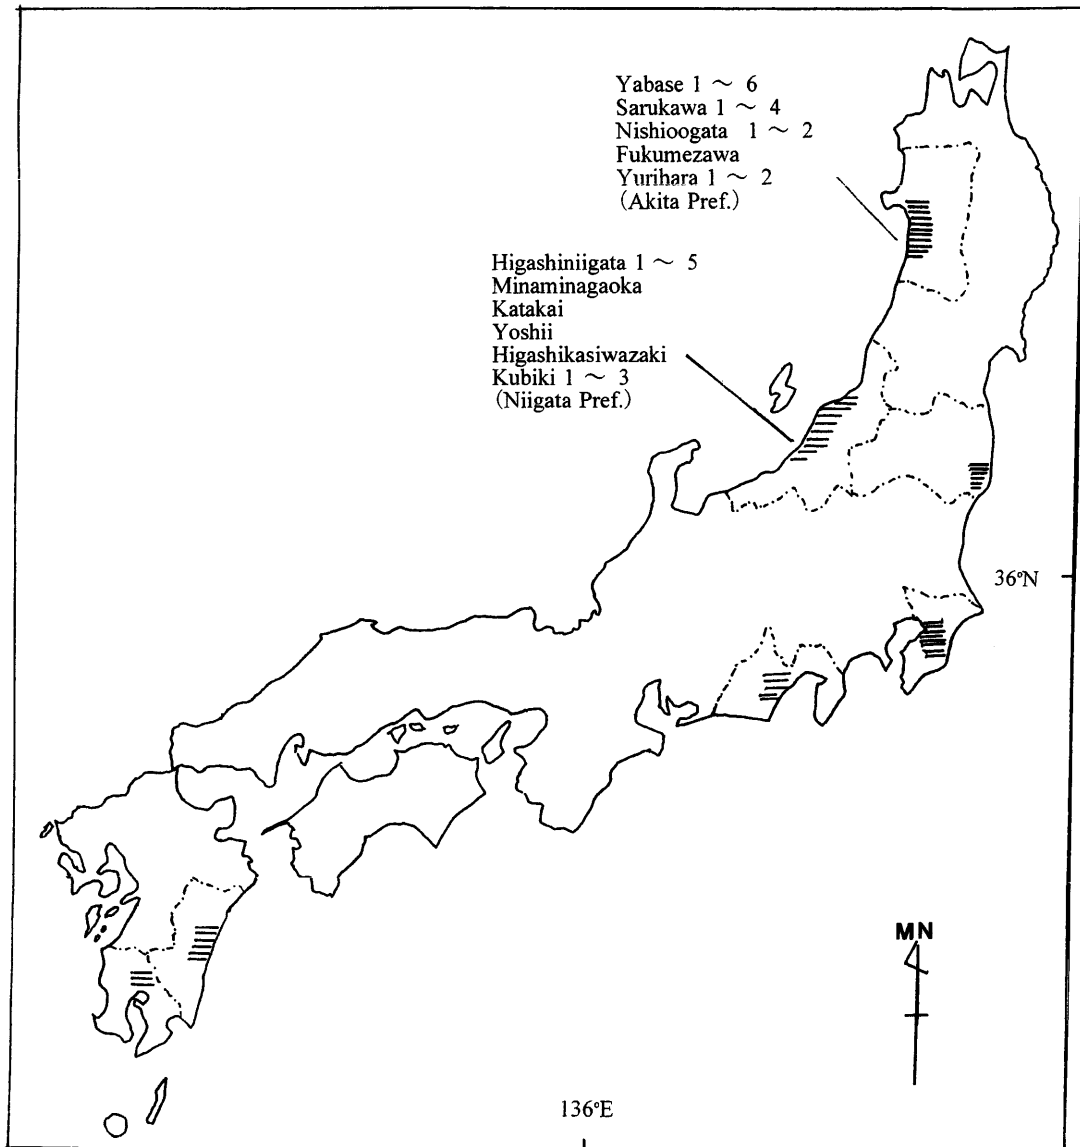 Yabase 1 ～ 6
Sarukawa 1 ～ 4
Nishioogata 1 ～ 2
Fukumezawa
Yurihara 1 ～ 2
(Akita Pref.)
Higashiniigata 1 ～ 5
Minaminagaoka
Katakai
Yoshii
Higashikasiwazaki
Kubiki 1 ～ 3
(Niigata Pref.)
36°N
MN
136°E